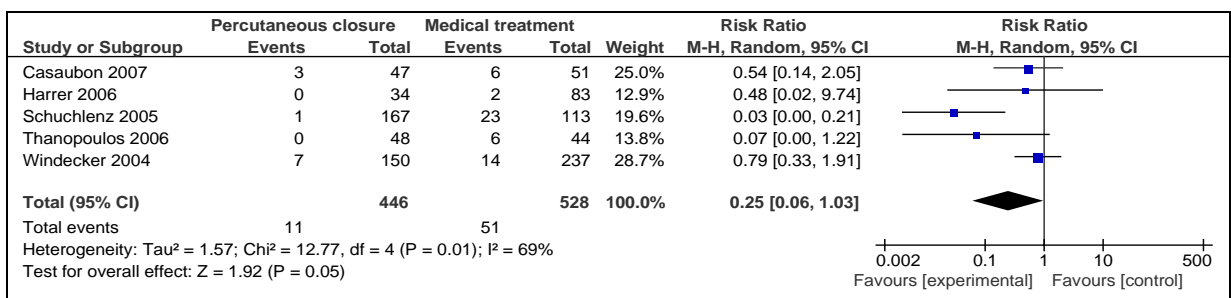 Percutaneous closure Medical treatment Risk Ratio Risk Ratio
Study or Subgroup Events Total Events Total Weight M-H, Random, 95% CI M-H, Random, 95% CI
Casaubon 2007 3 47 6 51 25.0% 0.54 [0.14, 2.05]
Harrer 2006 0 34 2 83 12.9% 0.48 [0.02, 9.74]
Schuchlenz 2005 1 167 23 113 19.6% 0.03 [0.00, 0.21]
Thanopoulos 2006 0 48 6 44 13.8% 0.07 [0.00, 1.22]
Windecker 2004 7 150 14 237 28.7% 0.79 [0.33, 1.91]
Total (95% CI) 446 528 100.0% 0.25 [0.06, 1.03]
Total events 11 51
Heterogeneity: Tau² = 1.57; Chi² = 12.77, df = 4 (P = 0.01); I² = 69%
Test for overall effect: Z = 1.92 (P = 0.05)
0.002 0.1 1 10 500
Favours [experimental] Favours [control]